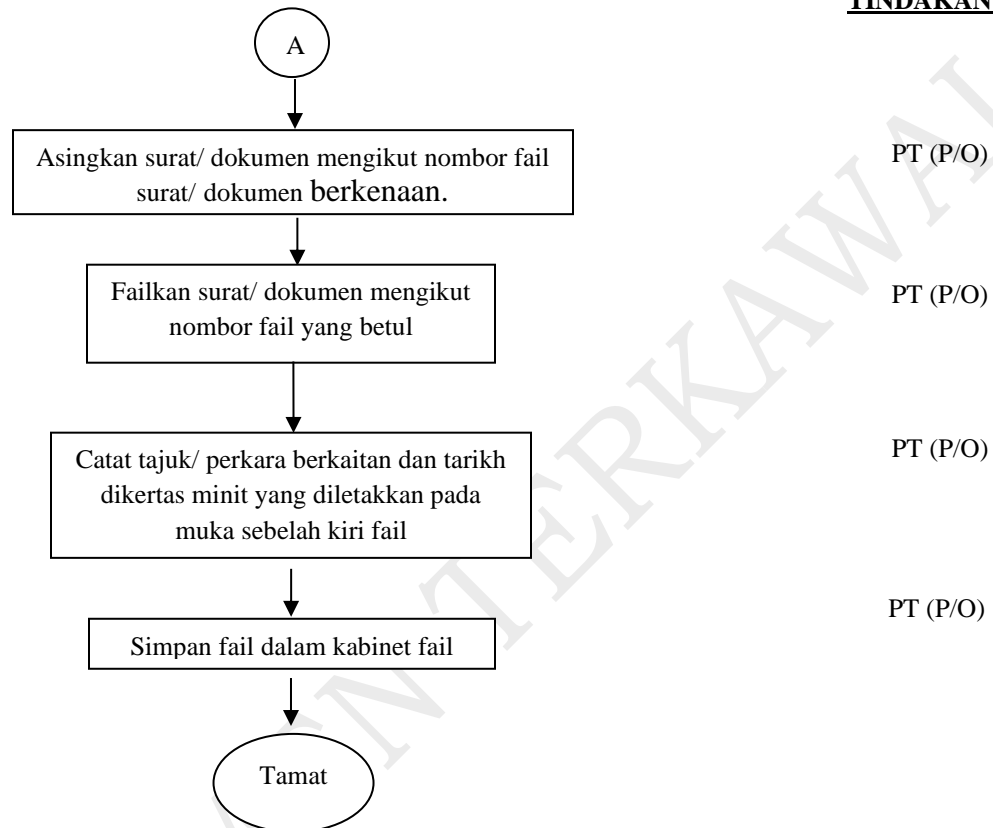 TINDAKAN
A
Asingkan surat/ dokumen mengikut nombor fail
surat/ dokumen berkenaan.
PT (P/O)
Failkan surat/ dokumen mengikut
nombor fail yang betul
PT (P/O)
Catat tajuk/ perkara berkaitan dan tarikh
dikertas minit yang diletakkan pada
muka sebelah kiri fail
PT (P/O)
Simpan fail dalam kabinet fail
PT (P/O)
Tamat